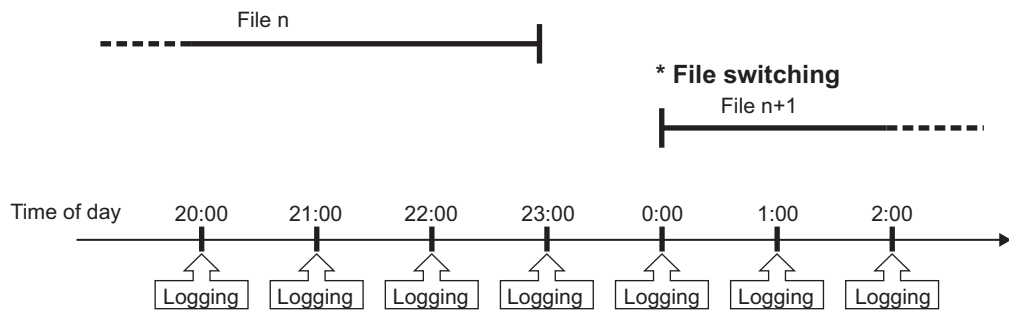 File n
* File switching
File n+1
Time of day 20:00 21:00 22:00 23:00 0:00 1:00 2:00
Logging Logging Logging Logging Logging Logging Logging